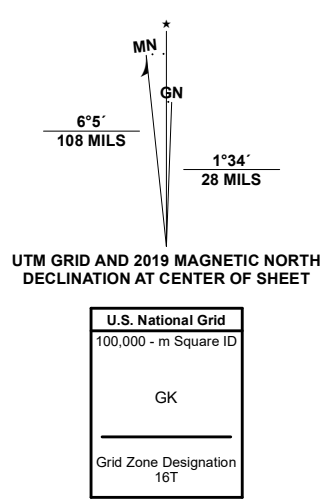 MN
GN
6°5´
108 MILS
1°34´
28 MILS
UTM GRID AND 2019 MAGNETIC NORTH
DECLINATION AT CENTER OF SHEET
U.S. National Grid
100,000 - m Square ID
GK
Grid Zone Designation
16T